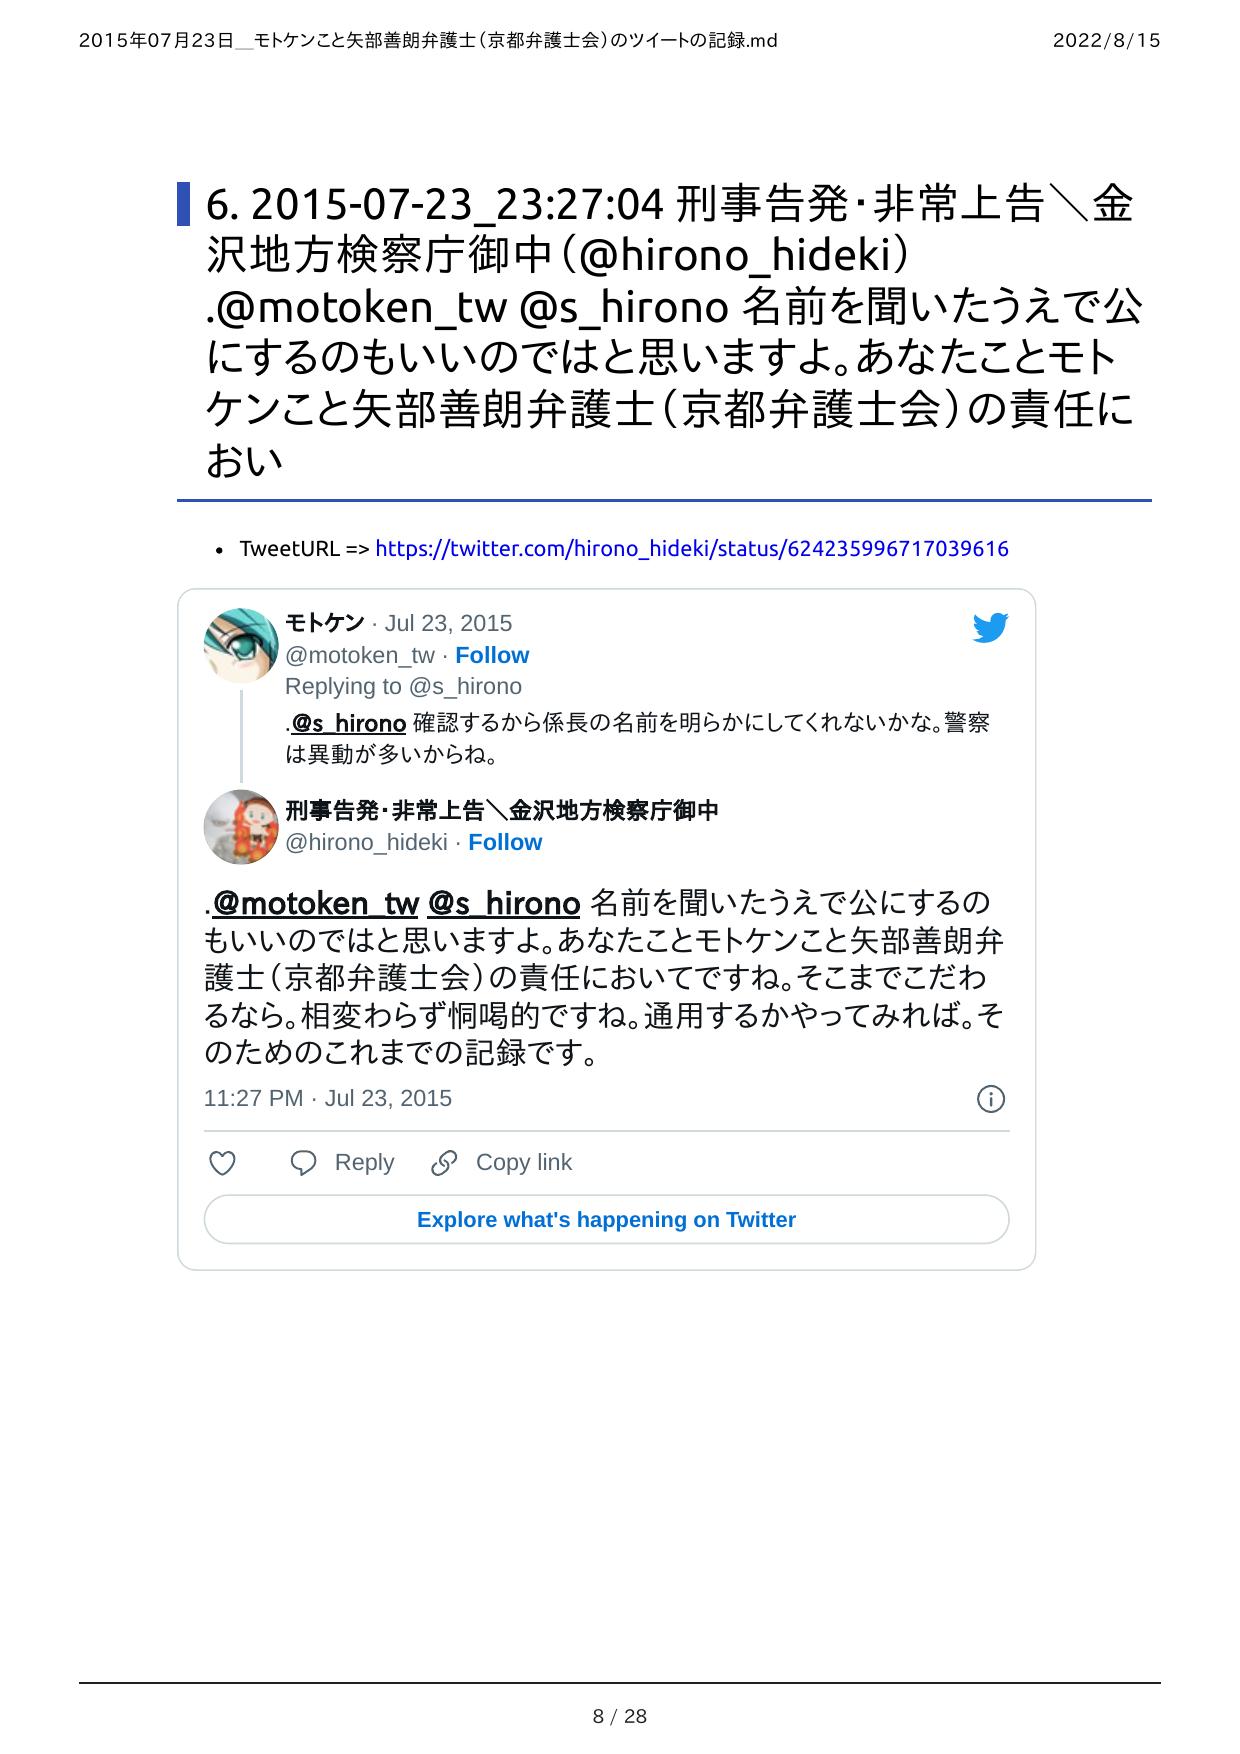 2015年07月23日__モトケンこと矢部善朗弁護士（京都弁護士会）のツイートの記録.md 2022/8/15
6. 2015-07-23_23:27:04 刑事告発・非常上告＼金
沢地方検察庁御中（@hirono_hideki）
.@motoken_tw @s_hirono 名前を聞いたうえで公
にするのもいいのではと思いますよ。あなたことモト
ケンこと矢部善朗弁護士（京都弁護士会）の責任に
おい
• TweetURL => https://twitter.com/hirono_hideki/status/624235996717039616
モトケン · Jul 23, 2015
@motoken_tw · Follow
Replying to @s_hirono
.@s_hirono 確認するから係長の名前を明らかにしてくれないかな。警察
は異動が多いからね。
刑事告発・非常上告＼金沢地方検察庁御中
@hirono_hideki · Follow
.@motoken_tw @s_hirono 名前を聞いたうえで公にするの
もいいのではと思いますよ。あなたことモトケンこと矢部善朗弁
護士（京都弁護士会）の責任においてですね。そこまでこだわ
るなら。相変わらず恫喝的ですね。通用するかやってみれば。そ
のためのこれまでの記録です。
11:27 PM · Jul 23, 2015
Reply Copy link
Explore what's happening on Twitter
8 / 28